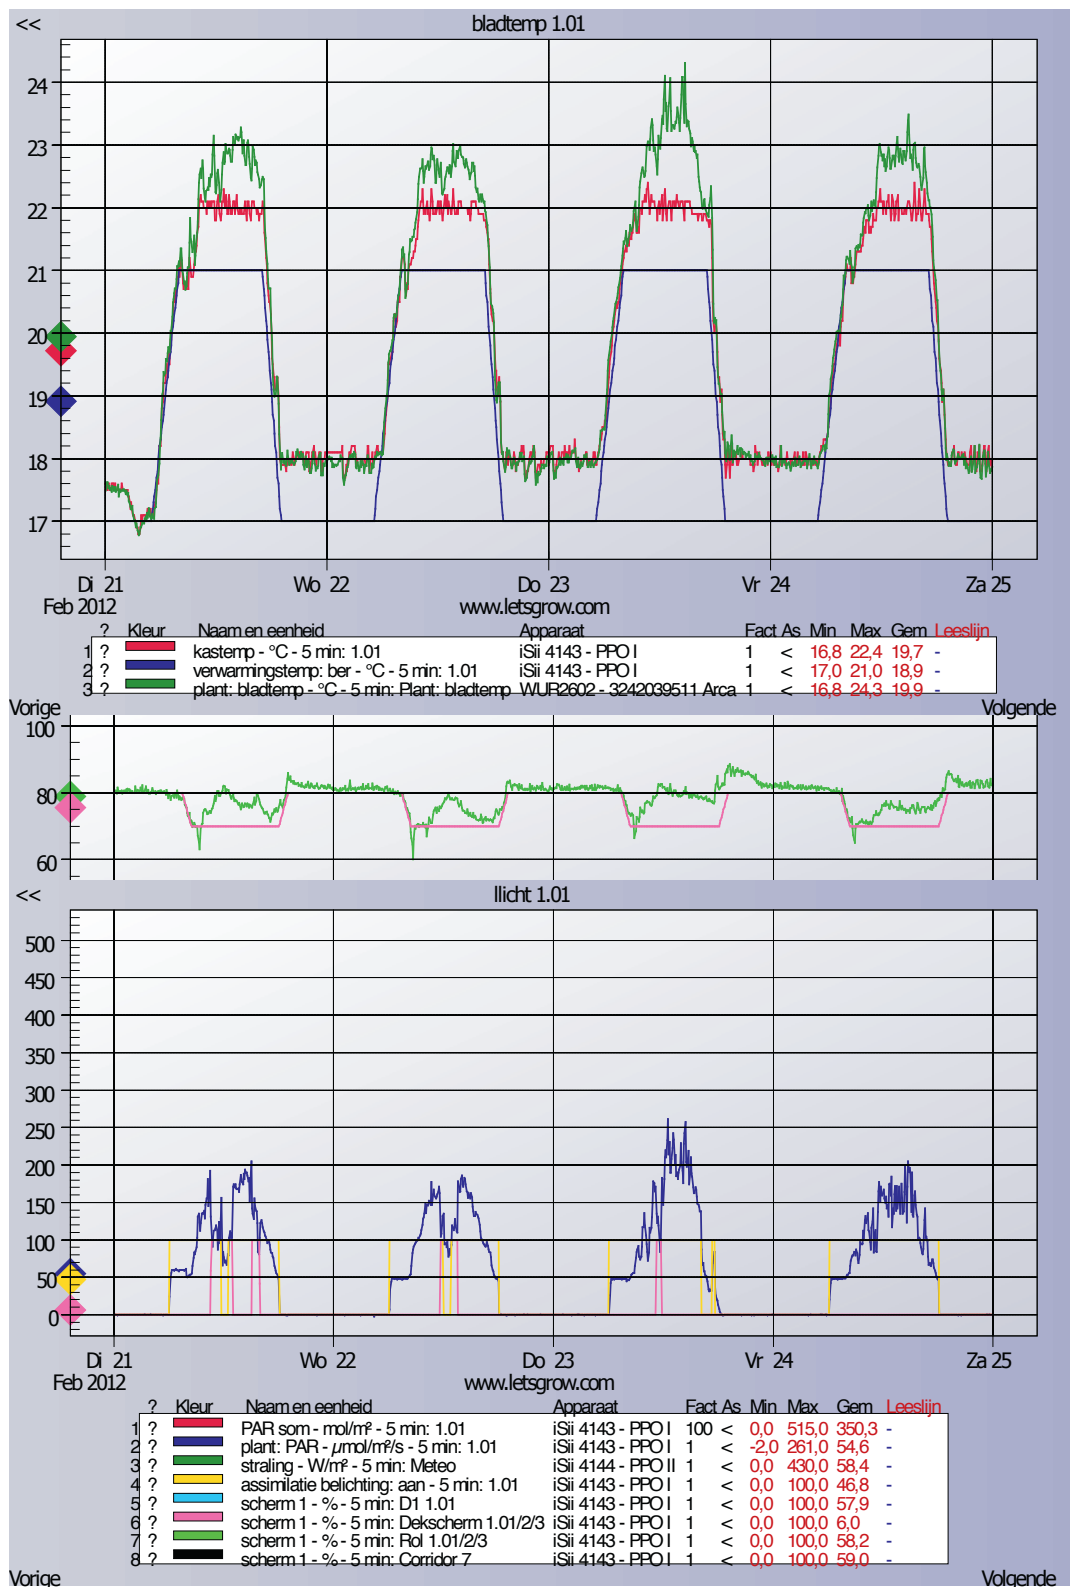 <<
bladtemp 1.01
24
23
22
21
20
19
18
17
Di 21
Wo 22
Do 23
Vr 24
Za 25
Feb 2012
www.letsgrow.com
? Kleur Naam en eenheid Apparaat Fact As Min Max Gem Leeslijn
1 ? kastemp - °C - 5 min: 1.01 iSii 4143 - PPO I 1 < 16,8 22,4 19,7 -
2 ? verwarmingstemp: ber - °C - 5 min: 1.01 iSii 4143 - PPO I 1 < 17,0 21,0 18,9 -
3 ? plant: bladtemp - °C - 5 min: Plant: bladtemp WUR2602 - 3242039511 Arca 1 < 16,8 24,3 19,9 -
Vorige
Volgende
100
80
60
<<
llicht 1.01
500
450
400
350
300
250
200
150
100
50
0
Di 21
Wo 22
Do 23
Vr 24
Za 25
Feb 2012
www.letsgrow.com
? Kleur Naam en eenheid Apparaat Fact As Min Max Gem Leeslijn
1 ? PAR som - mol/m² - 5 min: 1.01 iSii 4143 - PPO I 100 < 0,0 515,0 350,3 -
2 ? plant: PAR - µmol/m²/s - 5 min: 1.01 iSii 4143 - PPO I 1 < -2,0 261,0 54,6 -
3 ? straling - W/m² - 5 min: Meteo iSii 4144 - PPO II 1 < 0,0 430,0 58,4 -
4 ? assimilatie belichting: aan - 5 min: 1.01 iSii 4143 - PPO I 1 < 0,0 100,0 46,8 -
5 ? scherm 1 - % - 5 min: D1 1.01 iSii 4143 - PPO I 1 < 0,0 100,0 57,9 -
6 ? scherm 1 - % - 5 min: Dekscherm 1.01/2/3 iSii 4143 - PPO I 1 < 0,0 100,0 6,0 -
7 ? scherm 1 - % - 5 min: Rol 1.01/2/3 iSii 4143 - PPO I 1 < 0,0 100,0 58,2 -
8 ? scherm 1 - % - 5 min: Corridor 7 iSii 4143 - PPO I 1 < 0,0 100,0 59,0 -
Vorige
Volgende